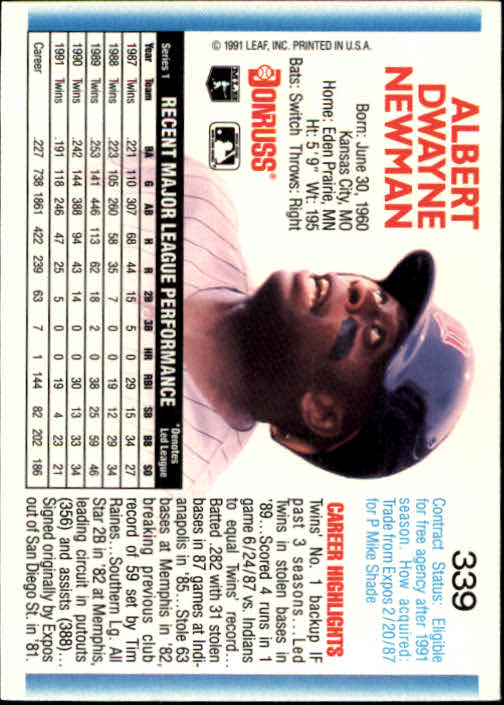 339
ALBERT
DWAYNE
NEWMAN
Born: June 30, 1960
Kansas City, MO
Home: Eden Prairie, MN
Ht: 5' 9" Wt: 195
Bats: Switch Throws: Right
DONRUSS®
MLB
© 1991 LEAF, INC. PRINTED IN U.S.A.
Contract Status: Eligible
for free agency after 1991
season. How acquired:
Trade from Expos 2/20/87
for P Mike Shade
CAREER HIGHLIGHTS
Twins' No. 1 backup IF
past 3 seasons...Led
Twins in stolen bases in
'89...Scored 4 runs in 1
game 6/24/87 vs. Indians
to equal Twins' record...
Batted .282 with 31 stolen
bases in 87 games at Indi-
anapolis in '85...Stole 63
bases at Memphis in '82,
breaking previous club
record of 59 set by Tim
Raines...Southern Lg. All
Star 2B in '82 at Memphis,
leading circuit in putouts
(356) and assists (388)...
Signed originally by Expos
out of San Diego St. in '81.
Series 1 RECENT MAJOR LEAGUE PERFORMANCE *Denotes
Led League
Year Team BA G AB H R 2B 3B HR RBI SB BB SO
1987 Twins .221 110 307 68 44 15 5 0 29 15 34 27
1988 Twins .223 105 260 58 35 7 0 0 19 12 29 34
1989 Twins .253 141 446 113 62 18 2 0 38 25 59 46
1990 Twins .242 144 388 94 43 14 0 0 30 13 33 34
1991 Twins .191 118 246 47 25 5 0 0 19 4 23 21
Career .227 738 1861 422 239 63 7 1 144 82 202 186